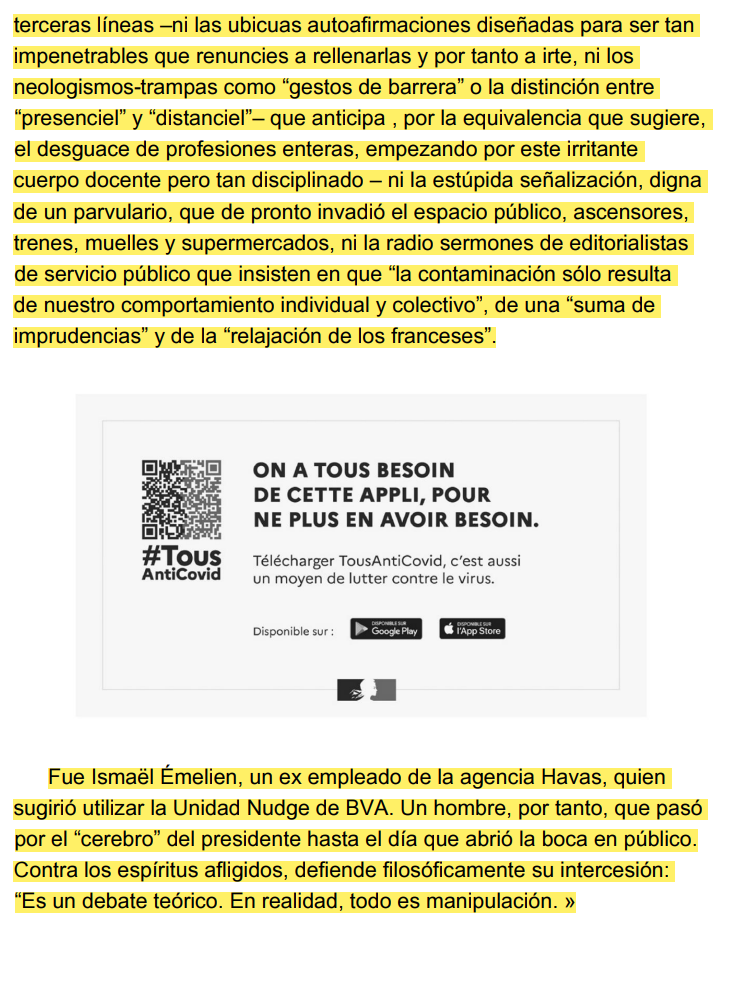 terceras líneas –ni las ubicuas autoafirmaciones diseñadas para ser tan
impenetrables que renuncies a rellenarlas y por tanto a irte, ni los
neologismos-trampas como “gestos de barrera” o la distinción entre
“presenciel” y “distanciel”– que anticipa , por la equivalencia que sugiere,
el desguace de profesiones enteras, empezando por este irritante
cuerpo docente pero tan disciplinado – ni la estúpida señalización, digna
de un parvulario, que de pronto invadió el espacio público, ascensores,
trenes, muelles y supermercados, ni la radio sermones de editorialistas
de servicio público que insisten en que “la contaminación sólo resulta
de nuestro comportamiento individual y colectivo”, de una “suma de
imprudencias” y de la “relajación de los franceses”.
ON A TOUS BESOIN
DE CETTE APPLI, POUR
NE PLUS EN AVOIR BESOIN.
#TOUS
AntiCovid
Télécharger TousAntiCovid, c’est aussi
un moyen de lutter contre le virus.
Disponible sur :
DISPONIBLE SUR
Google Play
DISPONIBLE SUR
l’App Store
Fue Ismaël Émelien, un ex empleado de la agencia Havas, quien
sugirió utilizar la Unidad Nudge de BVA. Un hombre, por tanto, que pasó
por el “cerebro” del presidente hasta el día que abrió la boca en público.
Contra los espíritus afligidos, defiende filosóficamente su intercesión:
“Es un debate teórico. En realidad, todo es manipulación. »